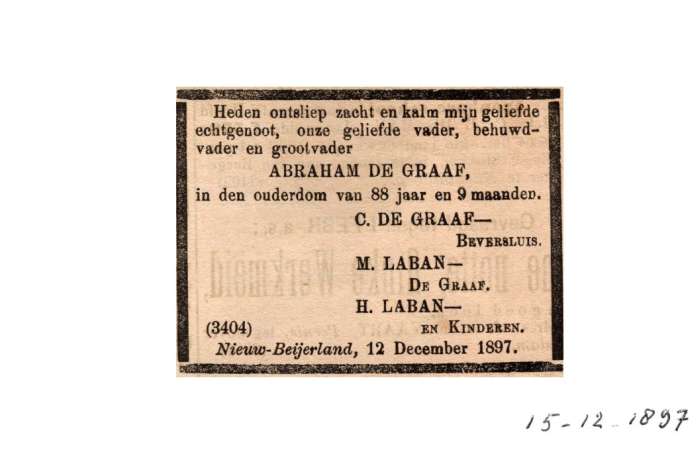 Heden ontsliep zacht en kalm mijn geliefde
echtgenoot, onze geliefde vader, behuwd-
vader en grootvader
ABRAHAM DE GRAAF,
in den ouderdom van 88 jaar en 9 maanden.
C. DE GRAAF—
BEVERSLUIS.
M. LABAN—
DE GRAAF.
H. LABAN—
(3404) EN KINDEREN.
Nieuw-Beijerland, 12 December 1897.
15-12-1897